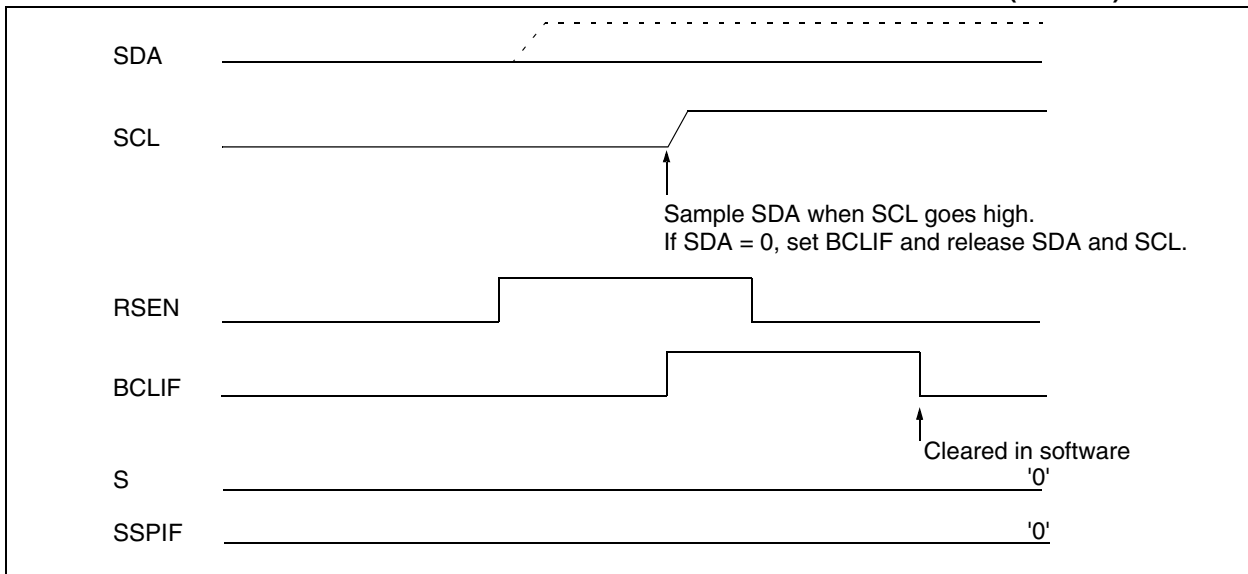 SDA
SCL
Sample SDA when SCL goes high.
If SDA = 0, set BCLIF and release SDA and SCL.
RSEN
BCLIF
Cleared in software
S
'0'
SSPIF
'0'